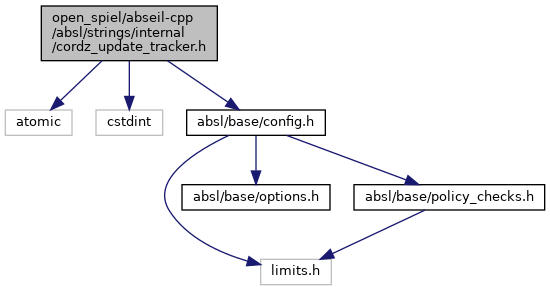 open_spiel/abseil-cpp
/absl/strings/internal
/cordz_update_tracker.h
atomic
cstdint
absl/base/config.h
absl/base/options.h
absl/base/policy_checks.h
limits.h